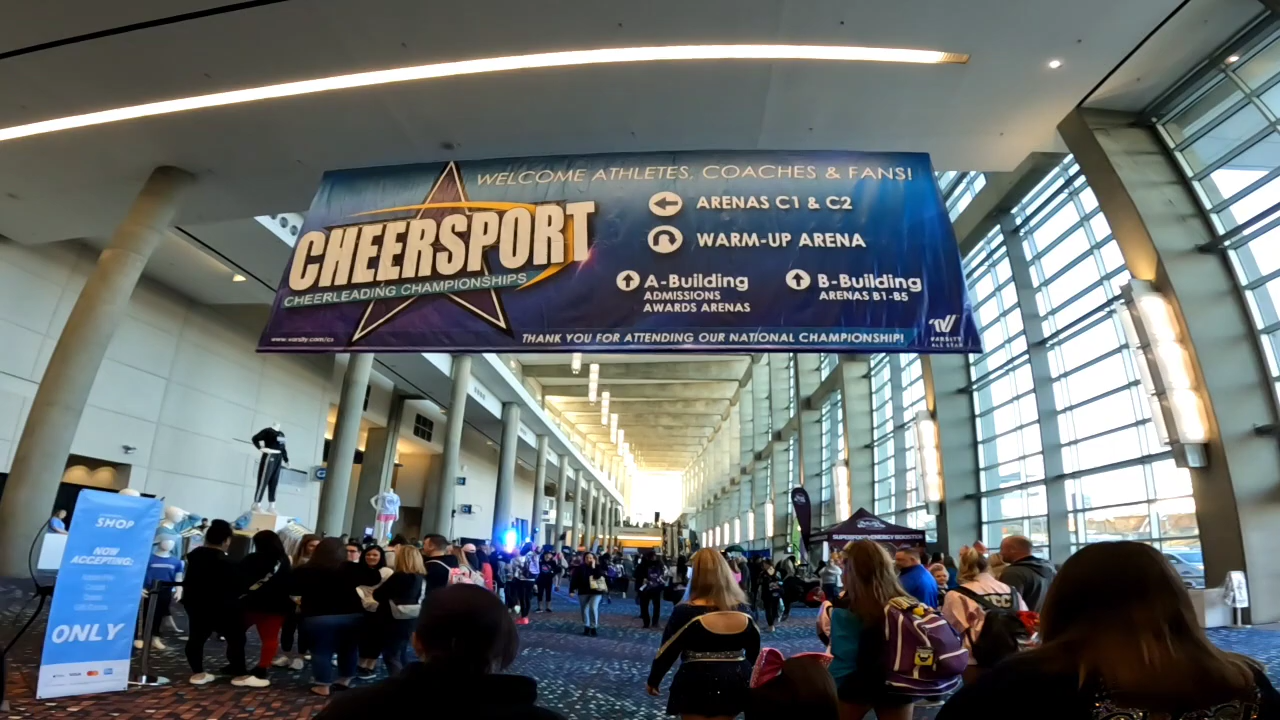 WELCOME ATHLETES, COACHES & FANS!
CHEERSPORT
CHEERLEADING CHAMPIONSHIPS
ARENAS C1 & C2
WARM-UP ARENA
A-Building
ADMISSIONS
AWARDS ARENAS
B-Building
ARENAS B1-B5
www.varsity.com/cs
THANK YOU FOR ATTENDING OUR NATIONAL CHAMPIONSHIP!
VARSITY
ALL STAR
SHOP
NOW
ACCEPTING:
ONLY